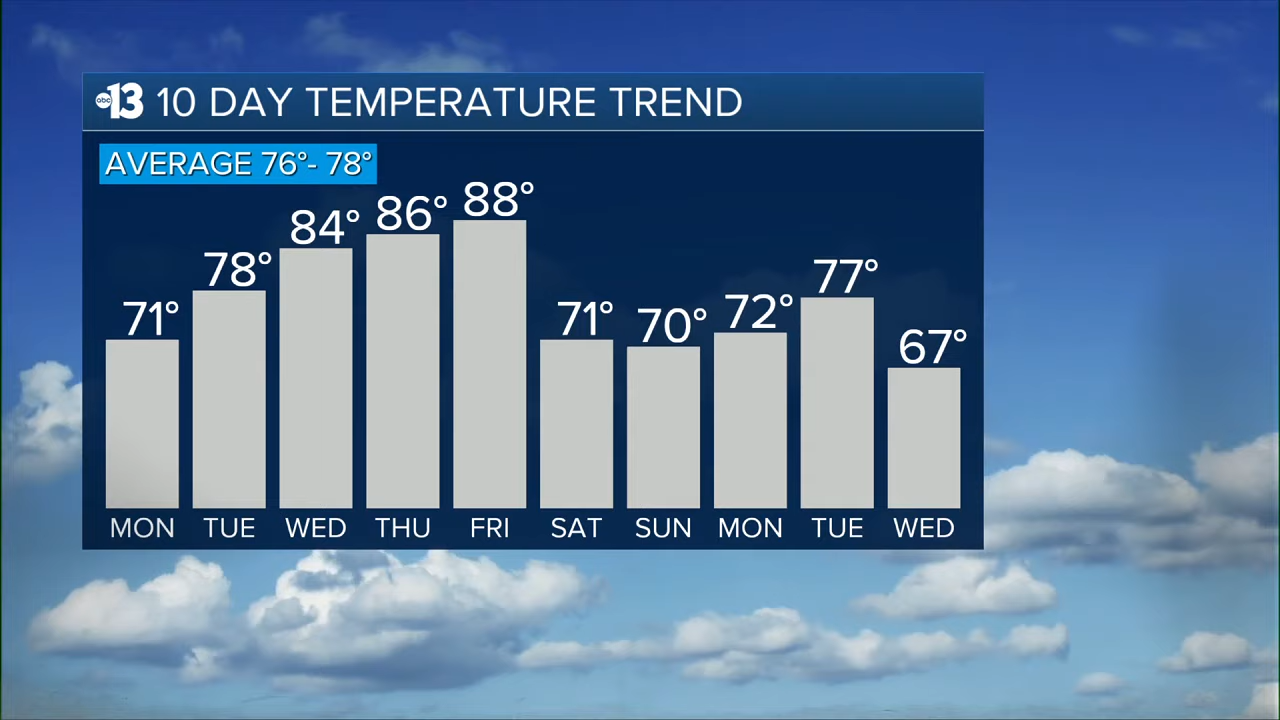 abc 13 10 DAY TEMPERATURE TREND
AVERAGE 76°- 78°
71° 78° 84° 86° 88° 71° 70° 72° 77° 67°
MON TUE WED THU FRI SAT SUN MON TUE WED